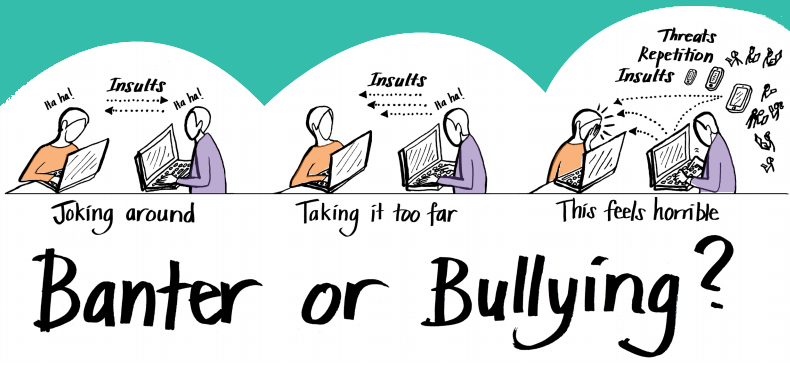 Ha ha!
Insults
Ha ha!
Joking around
Insults
Ha ha!
Taking it too far
Threats
Repetition
Insults
This feels horrible
Banter or Bullying?